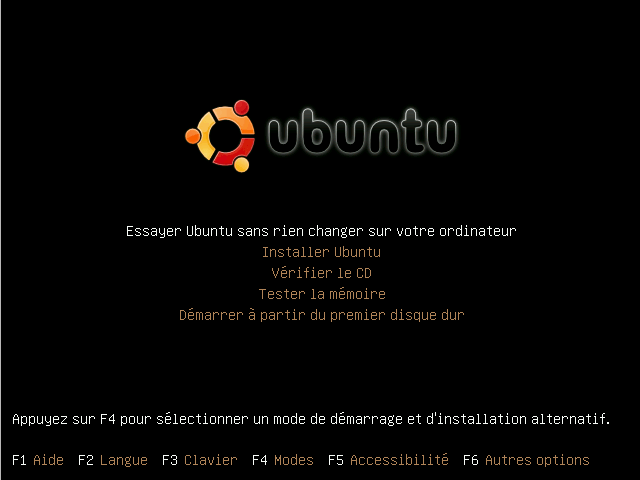 ubuntu
Essayer Ubuntu sans rien changer sur votre ordinateur
Installer Ubuntu
Vérifier le CD
Tester la mémoire
Démarrer à partir du premier disque dur
Appuyez sur F4 pour sélectionner un mode de démarrage et d'installation alternatif.
F1 Aide F2 Langue F3 Clavier F4 Modes F5 Accessibilité F6 Autres options